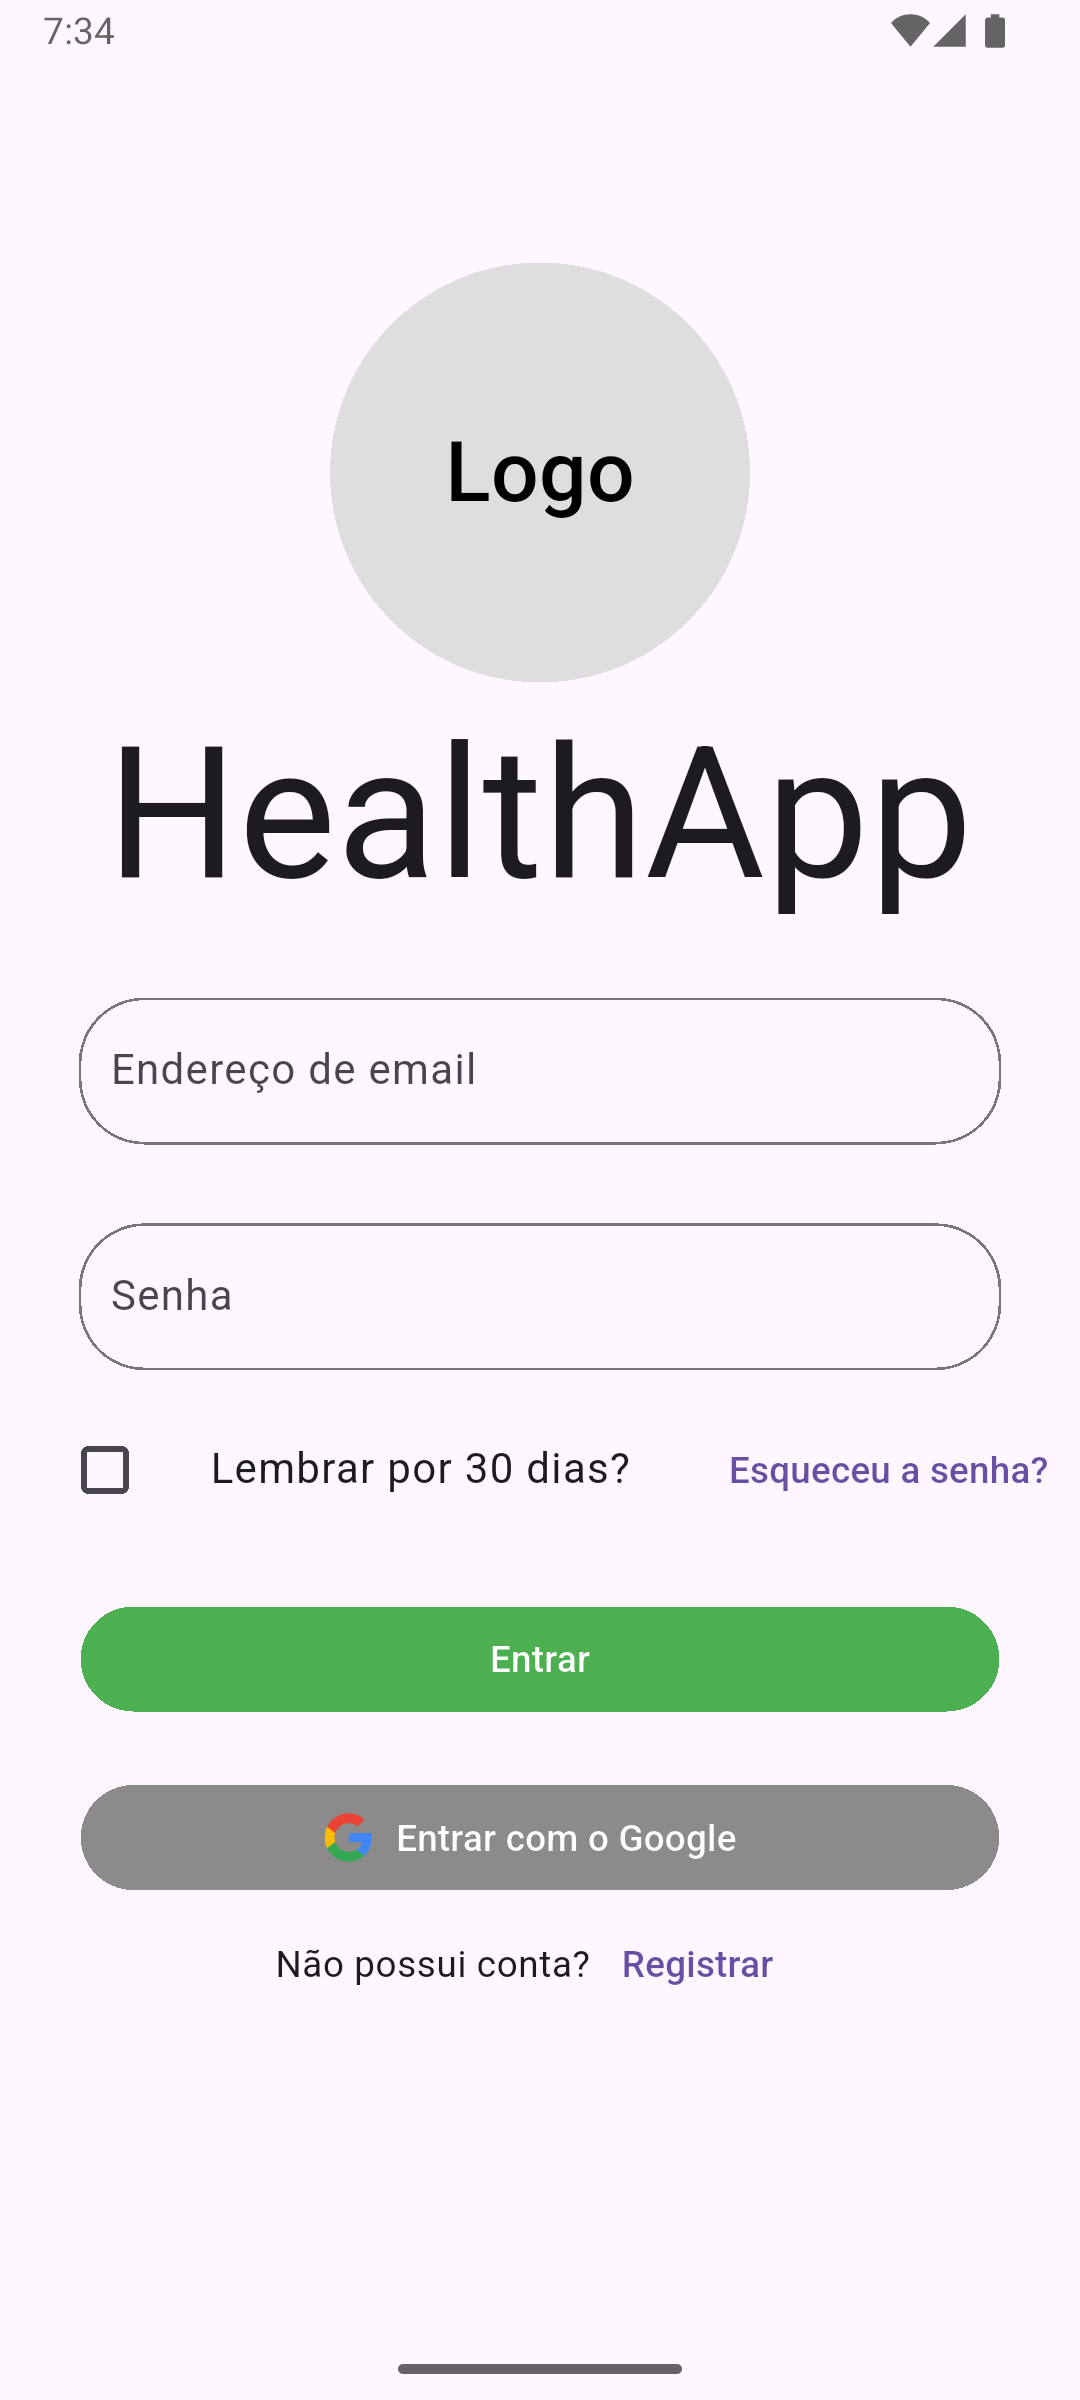 7:34
Logo
HealthApp
Endereço de email
Senha
Lembrar por 30 dias? Esqueceu a senha?
Entrar
Entrar com o Google
Não possui conta? Registrar